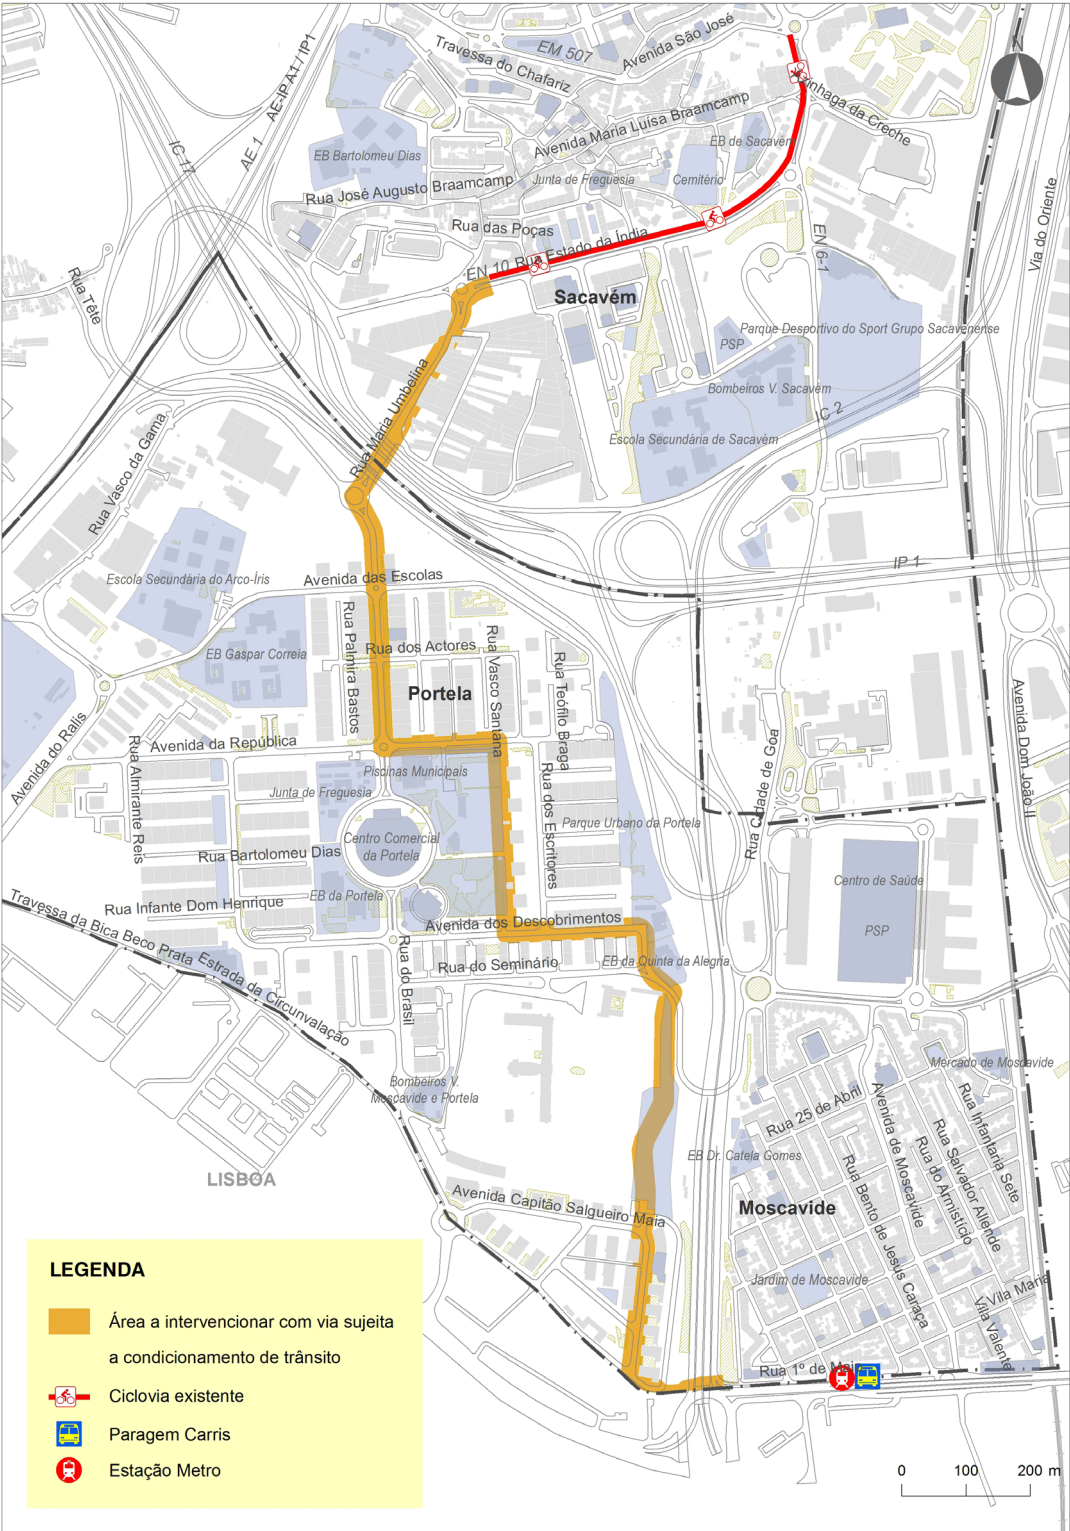 N
Avenida São José
EM 507
Travessa do Chafariz
AE-IP A1 / IP1
AE 1
IC 17
Azinhaga da Creche
Avenida Maria Luísa Braamcamp
EB de Sacavém
EB Bartolomeu Dias
Junta de Freguesia
Cemitério
Rua José Augusto Braamcamp
Rua das Poças
Via do Oriente
EN 6-1
EN 10
Rua Estado da Índia
Rua Tête
Sacavém
Parque Desportivo do Sport Grupo Sacavenense
PSP
Bombeiros V. Sacavém
IC 2
Rua Maria Umbelina
Escola Secundária de Sacavém
Rua Vasco da Gama
IP 1
Escola Secundária do Arco-Íris
Avenida das Escolas
EB Gaspar Correia
Rua Palmira Bastos
Rua dos Actores
Rua Vasco Santana
Rua Teófilo Braga
Portela
Avenida do Ralis
Rua Almirante Reis
Avenida da República
Avenida Dom João II
Rua Cidade de Goa
Piscinas Municipais
Junta de Freguesia
Rua dos Escritores
Parque Urbano da Portela
Centro Comercial
da Portela
Rua Bartolomeu Dias
Centro de Saúde
EB da Portela
Rua Infante Dom Henrique
Travessa da Bica Beco Prata Estrada da Circunvalação
Avenida dos Descobrimentos
PSP
Rua do Seminário
EB da Quinta da Alegria
Rua do Brasil
Mercado de Moscavide
Bombeiros V.
Moscavide e Portela
Rua 25 de Abril
Avenida de Moscavide
Rua Infantaria Sete
Rua Salvador Allende
Rua do Armistício
EB Dr. Catela Gomes
Rua Bento de Jesus Caraça
LISBOA
Avenida Capitão Salgueiro Maia
Moscavide
Jardim de Moscavide
Vila Maria
Vila Valente
Rua 1º de Maio
LEGENDA
Área a intervencionar com via sujeita
a condicionamento de trânsito
Ciclovia existente
Paragem Carris
Estação Metro
0 100 200 m